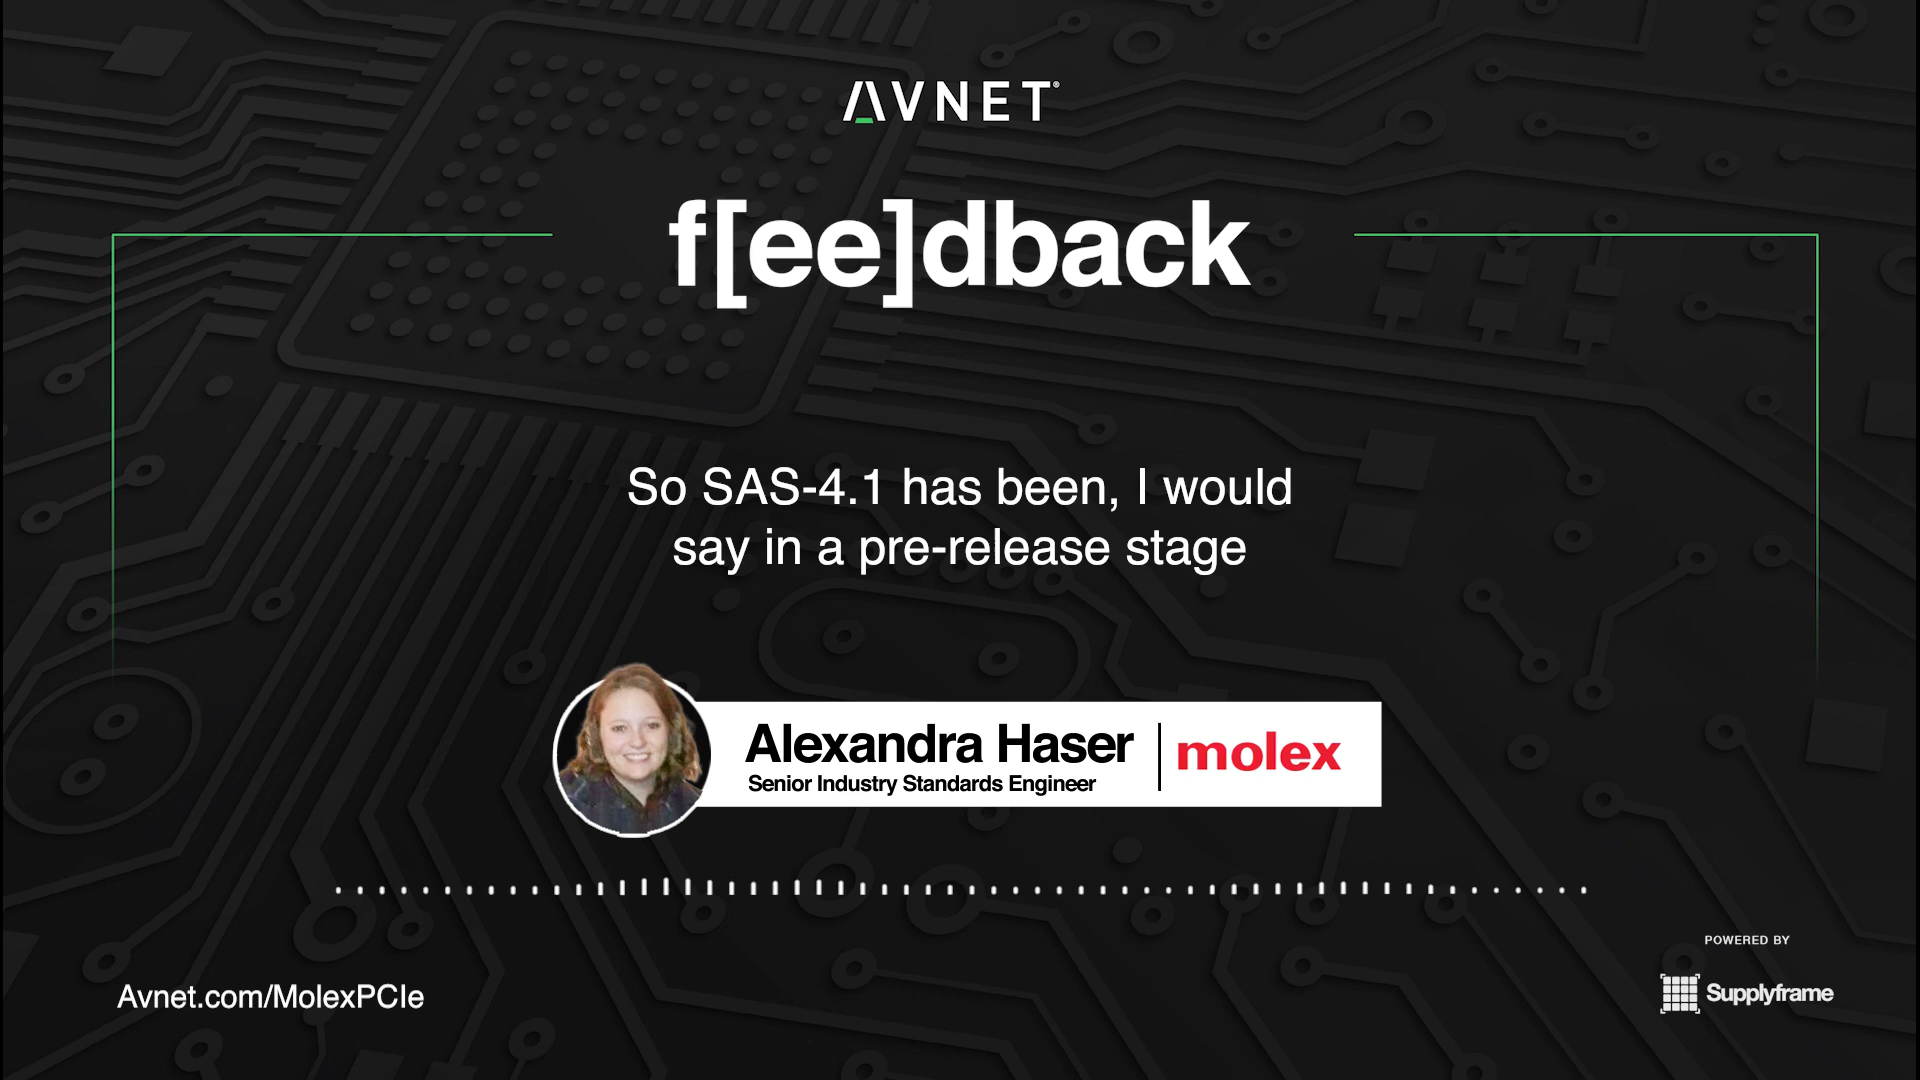 AVNET®
f[ee]dback
So SAS-4.1 has been, I would
say in a pre-release stage
Alexandra Haser
Senior Industry Standards Engineer
molex
POWERED BY
Supplyframe
Avnet.com/MolexPCIe